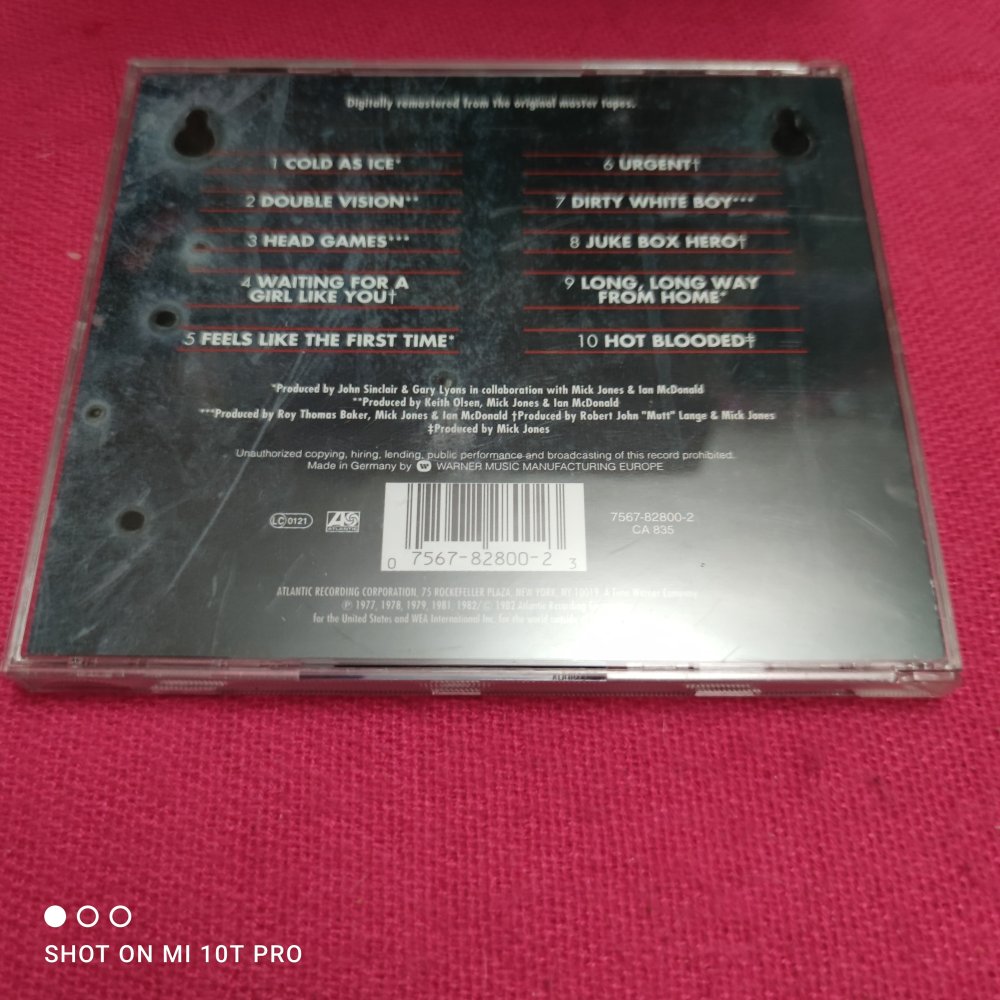 Digitally remastered from the original master tapes.
1 COLD AS ICE*
2 DOUBLE VISION**
3 HEAD GAMES***
4 WAITING FOR A
GIRL LIKE YOU†
5 FEELS LIKE THE FIRST TIME*
6 URGENT†
7 DIRTY WHITE BOY***
8 JUKE BOX HERO†
9 LONG, LONG WAY
FROM HOME*
10 HOT BLOODED‡
*Produced by John Sinclair & Gary Lyons in collaboration with Mick Jones & Ian McDonald
**Produced by Keith Olsen, Mick Jones & Ian McDonald
***Produced by Roy Thomas Baker, Mick Jones & Ian McDonald †Produced by Robert John "Mutt" Lange & Mick Jones
‡Produced by Mick Jones
Unauthorized copying, hiring, lending, public performance and broadcasting of this record prohibited.
Made in Germany by W WARNER MUSIC MANUFACTURING EUROPE
LC 0121
ATLANTIC
7567-82800-2
CA 835
0 7567-82800-2 3
ATLANTIC RECORDING CORPORATION, 75 ROCKEFELLER PLAZA, NEW YORK, NY 10019. A Time Warner Company
℗ 1977, 1978, 1979, 1981, 1982/© 1982 Atlantic Recording
for the United States and WEA International Inc. for the world outside
SHOT ON MI 10T PRO